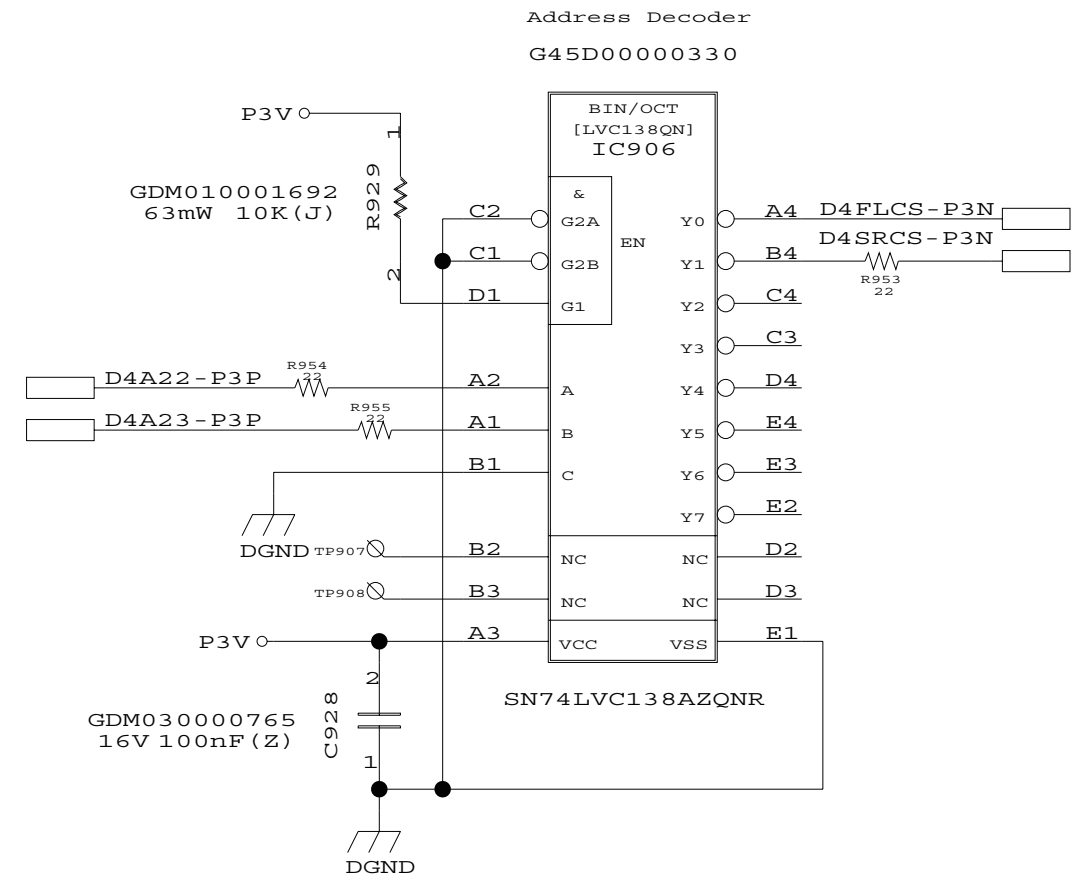 Address Decoder
G45D00000330
BIN/OCT
[LVC138QN]
IC906
P3V
1
R929
GDM010001692
63mW 10K(J)
2
&
EN
C2 G2A
C1 G2B
D1 G1
Y0 A4 D4FLCS-P3N
Y1 B4 D4SRCS-P3N
R953
22
Y2 C4
Y3 C3
D4A22-P3P R954 22 A2 A
Y4 D4
D4A23-P3P R955 22 A1 B
Y5 E4
B1 C
Y6 E3
Y7 E2
DGND
TP907 B2 NC
NC D2
TP908 B3 NC
NC D3
P3V A3 VCC
VSS E1
SN74LVC138AZQNR
2
C928
GDM030000765
16V 100nF(Z)
1
DGND